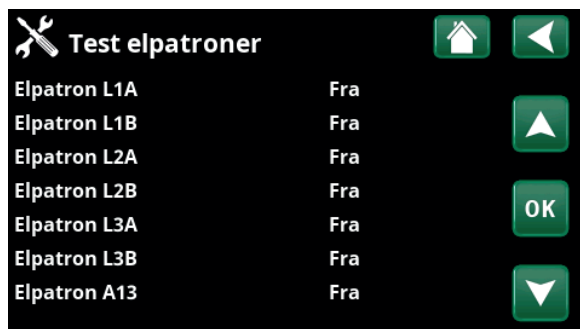 Test elpatroner
Elpatron L1A Fra
Elpatron L1B Fra
Elpatron L2A Fra
Elpatron L2B Fra
Elpatron L3A Fra
Elpatron L3B Fra
Elpatron A13 Fra
OK